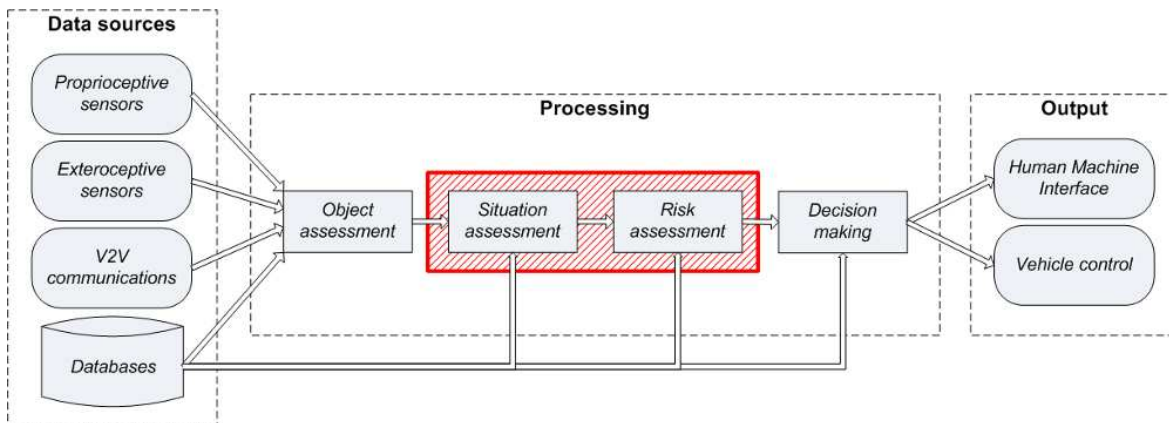 Data sources
Proprioceptive
sensors
Exteroceptive
sensors
V2V
communications
Databases
Processing
Object
assessment
Situation
assessment
Risk
assessment
Decision
making
Output
Human Machine
Interface
Vehicle control